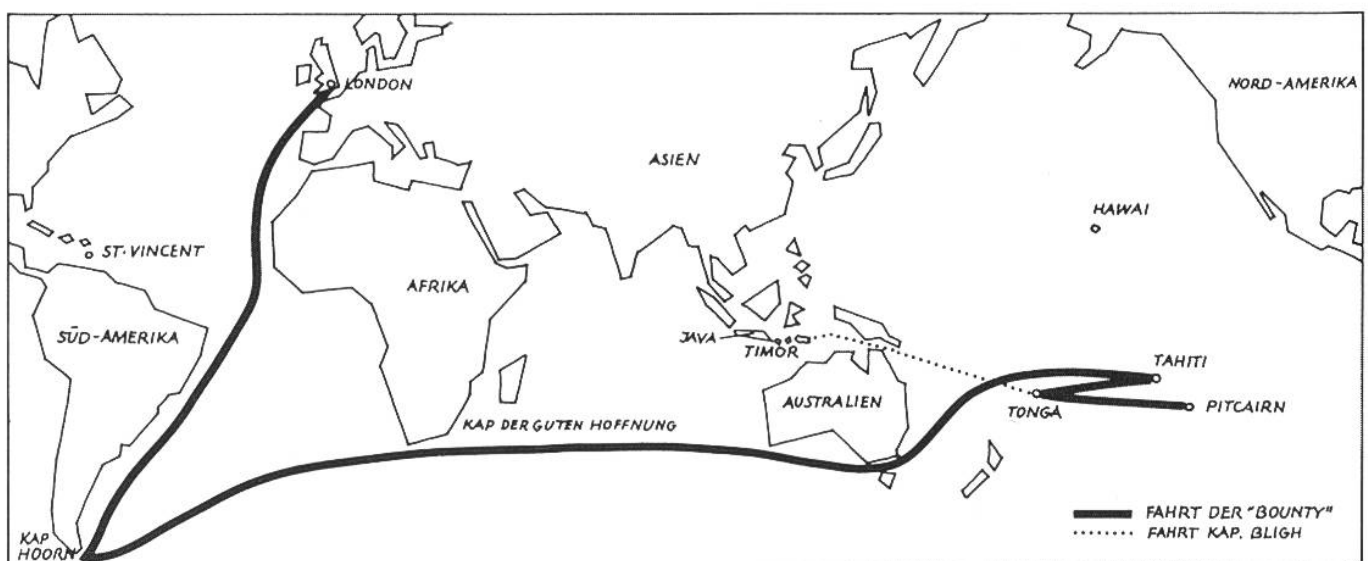 LONDON
NORD-AMERIKA
ASIEN
HAWAI
ST. VINCENT
AFRIKA
SÜD-AMERIKA
JAVA
TIMOR
TAHITI
AUSTRALIEN
TONGA
PITCAIRN
KAP DER GUTEN HOFFNUNG
KAP
HOORN
FAHRT DER "BOUNTY"
FAHRT KAP. BLIGH